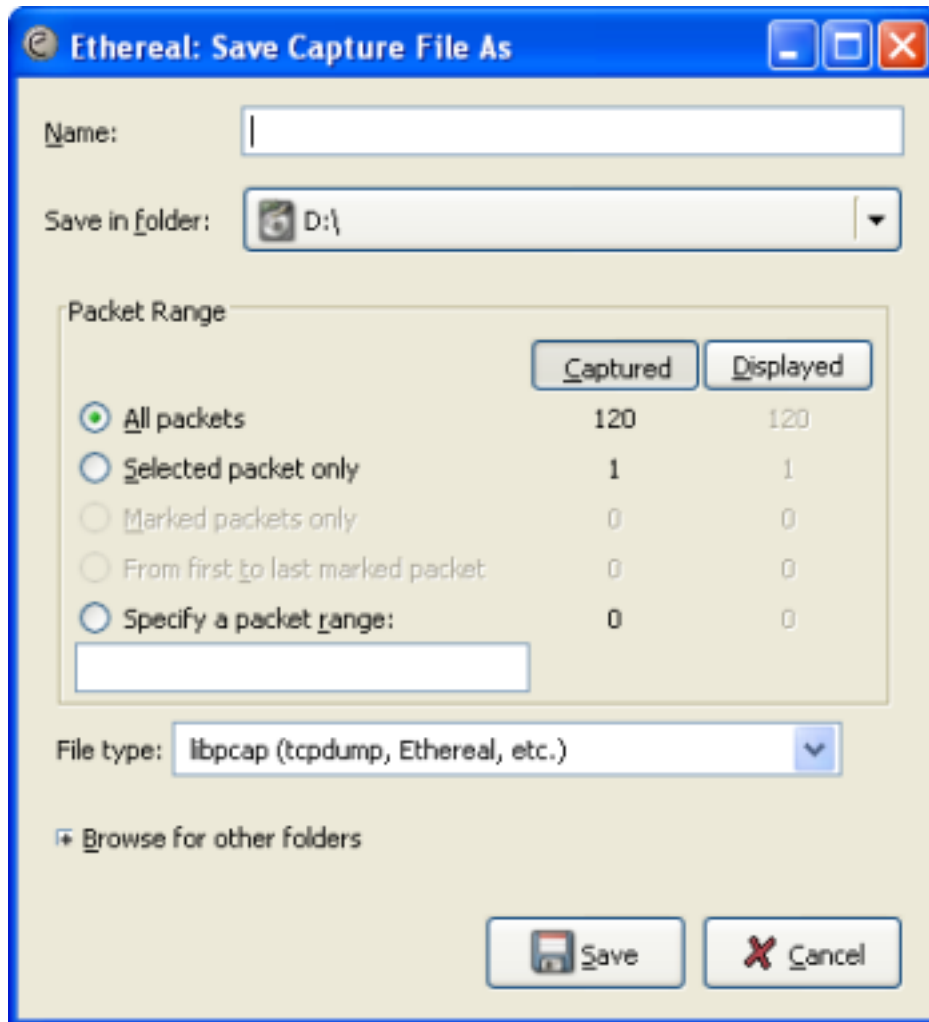 Ethereal: Save Capture File As
Name:
Save in folder: D:\
Packet Range
Captured Displayed
All packets 120 120
Selected packet only 1 1
Marked packets only 0 0
From first to last marked packet 0 0
Specify a packet range: 0 0
File type: libpcap (tcpdump, Ethereal, etc.)
Browse for other folders
Save Cancel